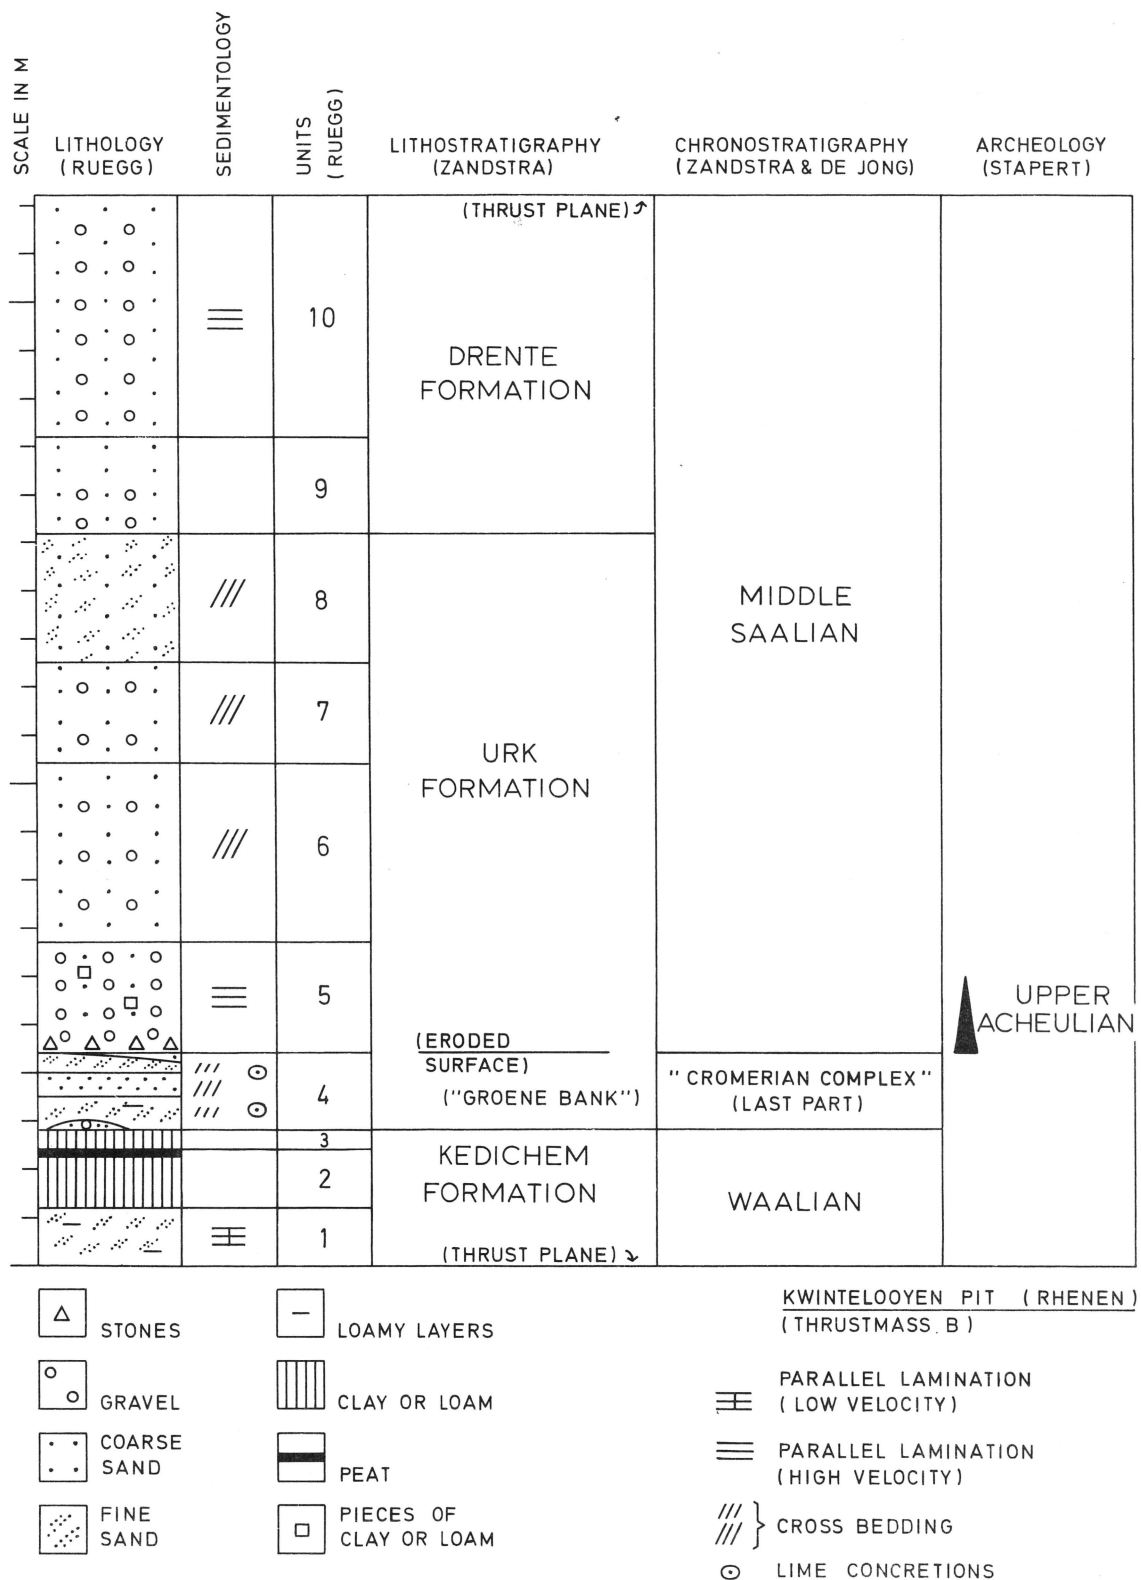 SCALE IN M
LITHOLOGY
(RUEGG)
SEDIMENTOLOGY
UNITS
(RUEGG)
LITHOSTRATIGRAPHY
(ZANDSTRA)
CHRONOSTRATIGRAPHY
(ZANDSTRA & DE JONG)
ARCHEOLOGY
(STAPERT)
(THRUST PLANE)
10
DRENTE
FORMATION
9
8
MIDDLE
SAALIAN
7
URK
FORMATION
6
5
UPPER
ACHEULIAN
(ERODED
SURFACE)
4
("GROENE BANK")
"CROMERIAN COMPLEX"
(LAST PART)
3
KEDICHEM
FORMATION
2
WAALIAN
1
(THRUST PLANE)
STONES
GRAVEL
COARSE
SAND
FINE
SAND
LOAMY LAYERS
CLAY OR LOAM
PEAT
PIECES OF
CLAY OR LOAM
KWINTELOOYEN PIT (RHENEN)
(THRUSTMASS. B)
PARALLEL LAMINATION
(LOW VELOCITY)
PARALLEL LAMINATION
(HIGH VELOCITY)
CROSS BEDDING
LIME CONCRETIONS